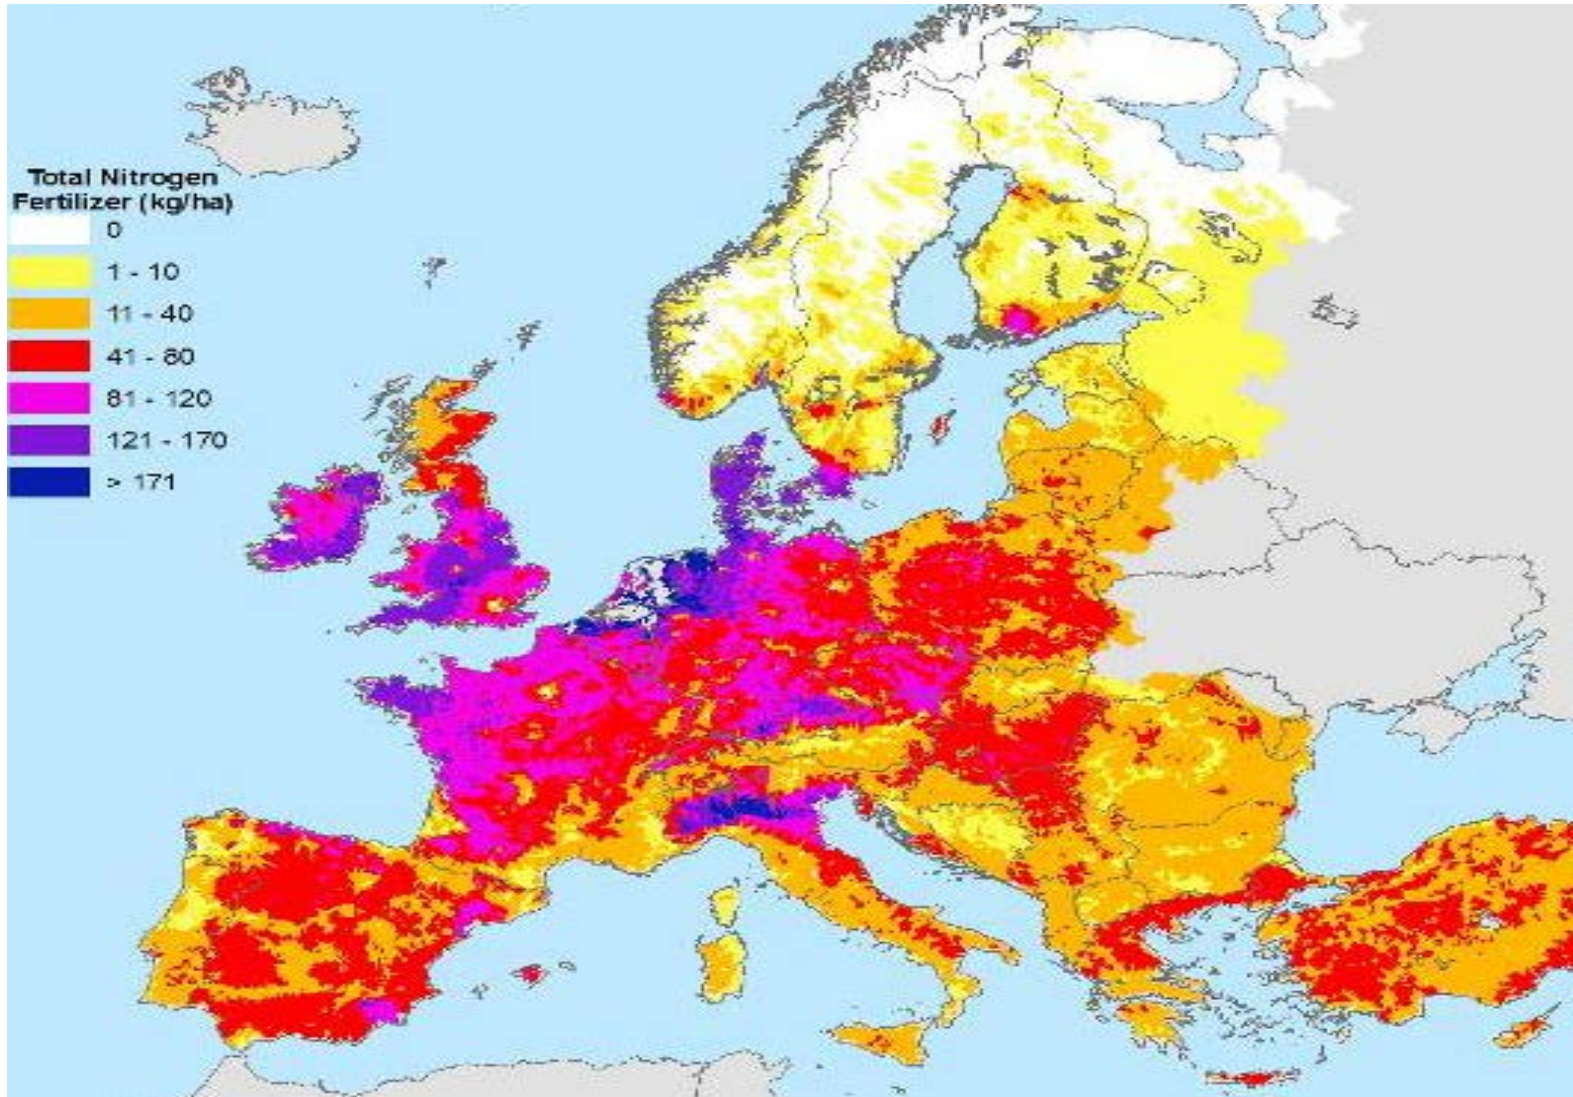 Total Nitrogen
Fertilizer (kg/ha)
0
1 - 10
11 - 40
41 - 80
81 - 120
121 - 170
> 171